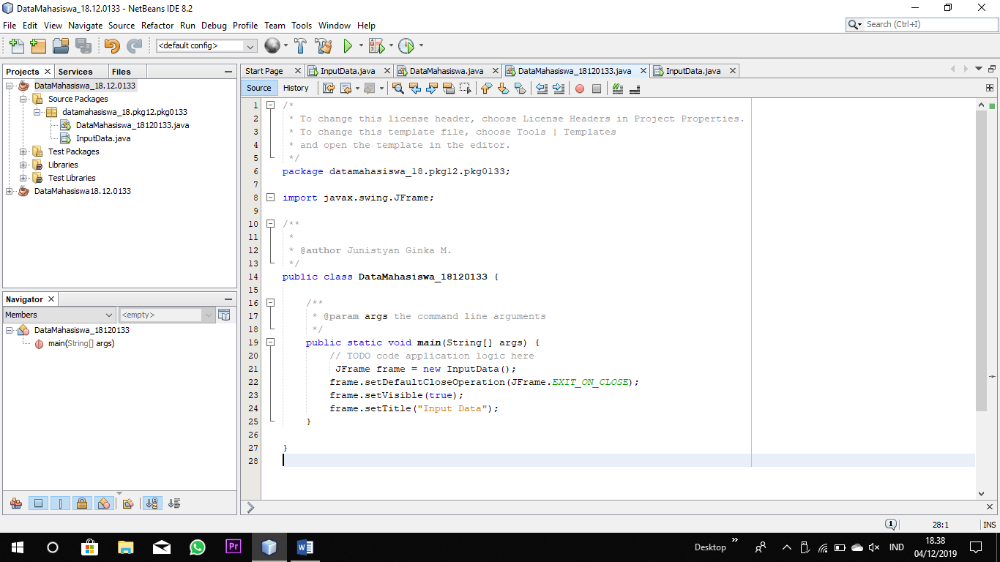 DataMahasiswa_18.12.0133 - NetBeans IDE 8.2
File Edit View Navigate Source Refactor Run Debug Profile Team Tools Window Help
Search (Ctrl+I)
<default config>
Projects Services Files
DataMahasiswa_18.12.0133
Source Packages
datamahasiswa_18.pkg12.pkg0133
DataMahasiswa_18120133.java
InputData.java
Test Packages
Libraries
Test Libraries
DataMahasiswa18.12.0133
Navigator
Members <empty>
DataMahasiswa_18120133
main(String[] args)
Start Page InputData.java DataMahasiswa.java DataMahasiswa_18120133.java InputData.java
Source History
1 /*
2 * To change this license header, choose License Headers in Project Properties.
3 * To change this template file, choose Tools | Templates
4 * and open the template in the editor.
5 */
6 package datamahasiswa_18.pkg12.pkg0133;
7
8 import javax.swing.JFrame;
9
10 /**
11 *
12 * @author Junistyan Ginka M.
13 */
14 public class DataMahasiswa_18120133 {
15
16 /**
17 * @param args the command line arguments
18 */
19 public static void main(String[] args) {
20 // TODO code application logic here
21 JFrame frame = new InputData();
22 frame.setDefaultCloseOperation(JFrame.EXIT_ON_CLOSE);
23 frame.setVisible(true);
24 frame.setTitle("Input Data");
25 }
26
27 }
28
1 28:1 INS
Pr
Desktop IND 18.38
04/12/2019